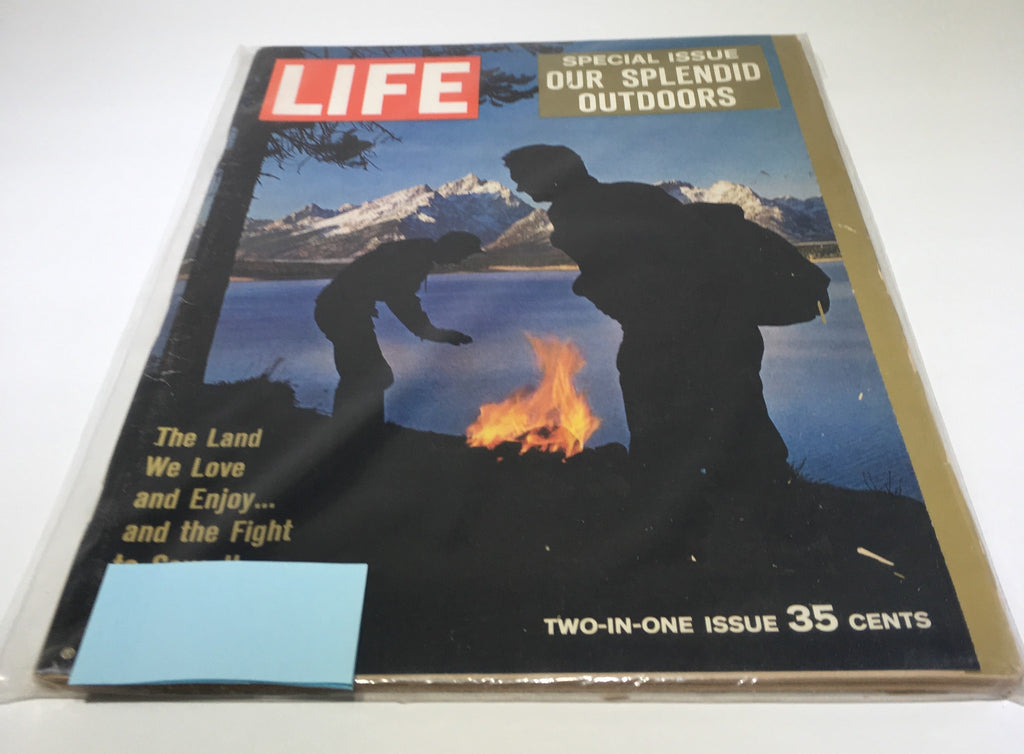 LIFE
SPECIAL ISSUE
OUR SPLENDID
OUTDOORS
The Land
We Love
and Enjoy...
and the Fight
TWO-IN-ONE ISSUE 35 CENTS